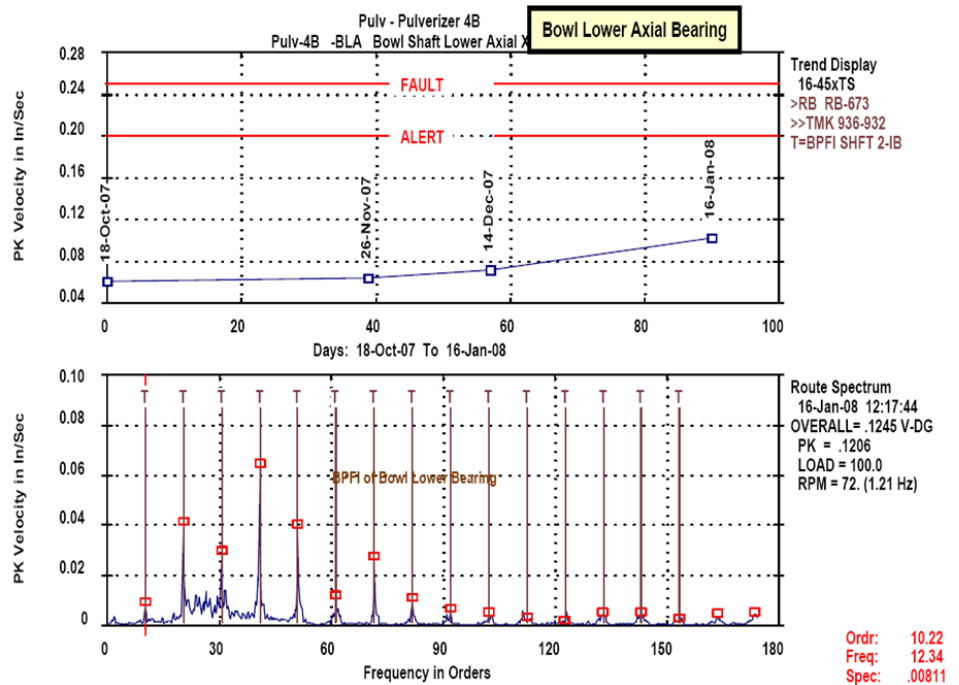 Pulv - Pulverizer 4B
Pulv-4B -BLA Bowl Shaft Lower Axial X
Bowl Lower Axial Bearing
PK Velocity in In/Sec
0.28
0.24
0.20
0.16
0.12
0.08
0.04
FAULT
ALERT
18-Oct-07
26-Nov-07
14-Dec-07
16-Jan-08
0 20 40 60 80 100
Days: 18-Oct-07 To 16-Jan-08
Trend Display
16-45xTS
>RB RB-673
>>TMK 936-932
T=BPFI SHFT 2-IB
PK Velocity in In/Sec
0.10
0.08
0.06
0.04
0.02
0
T T T T T T T T T T T T T T T
BPFI of Bowl Lower Bearing
0 30 60 90 120 150 180
Frequency in Orders
Route Spectrum
16-Jan-08 12:17:44
OVERALL= .1245 V-DG
PK = .1206
LOAD = 100.0
RPM = 72. (1.21 Hz)
Ordr: 10.22
Freq: 12.34
Spec: .00811